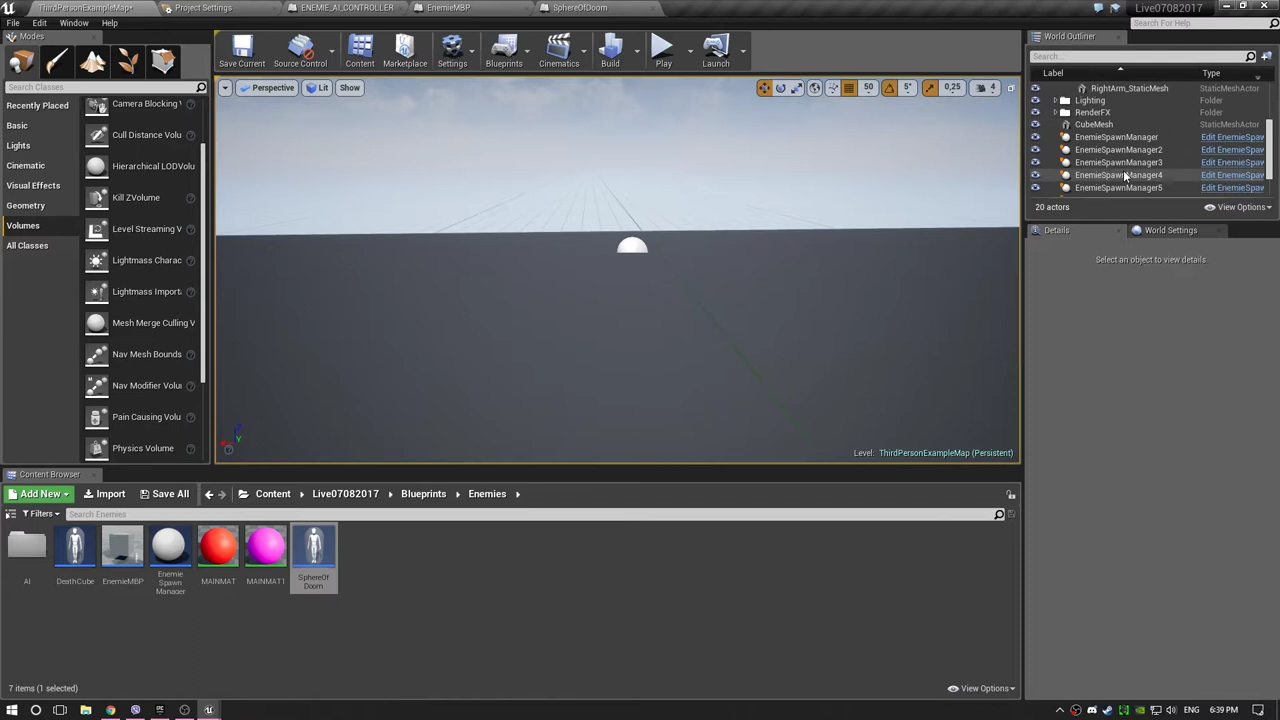 ThirdPersonExampleMap*
Project Settings
ENEMIE_AI_CONTROLLER
EnemieMBP
SphereOfDoom
Live07082017
File Edit Window Help
Search For Help
Modes
Search Classes
Recently Placed
Basic
Lights
Cinematic
Visual Effects
Geometry
Volumes
All Classes
Camera Blocking V
Cull Distance Volu
Hierarchical LODVolu
Kill ZVolume
Level Streaming V
Lightmass Charac
Lightmass Importa
Mesh Merge Culling V
Nav Mesh Bounds
Nav Modifier Volu
Pain Causing Volu
Physics Volume
Save Current
Source Control
Content
Marketplace
Settings
Blueprints
Cinematics
Build
Play
Launch
Perspective
Lit
Show
50
5°
0,25
4
Z
Y
Level: ThirdPersonExampleMap (Persistent)
World Outliner
Search...
Label Type
RightArm_StaticMesh StaticMeshActor
Lighting Folder
RenderFX Folder
CubeMesh StaticMeshActor
EnemieSpawnManager Edit EnemieSpaw
EnemieSpawnManager2 Edit EnemieSpaw
EnemieSpawnManager3 Edit EnemieSpaw
EnemieSpawnManager4 Edit EnemieSpaw
EnemieSpawnManager5 Edit EnemieSpaw
20 actors
View Options
Details
World Settings
Select an object to view details
Content Browser
Add New
Import
Save All
Content
Live07082017
Blueprints
Enemies
Filters
Search Enemies
AI
DeathCube
EnemieMBP
Enemie
Spawn
Manager
MAINMAT
MAINMAT1
SphereOf
Doom
7 items (1 selected)
View Options
ENG
6:39 PM